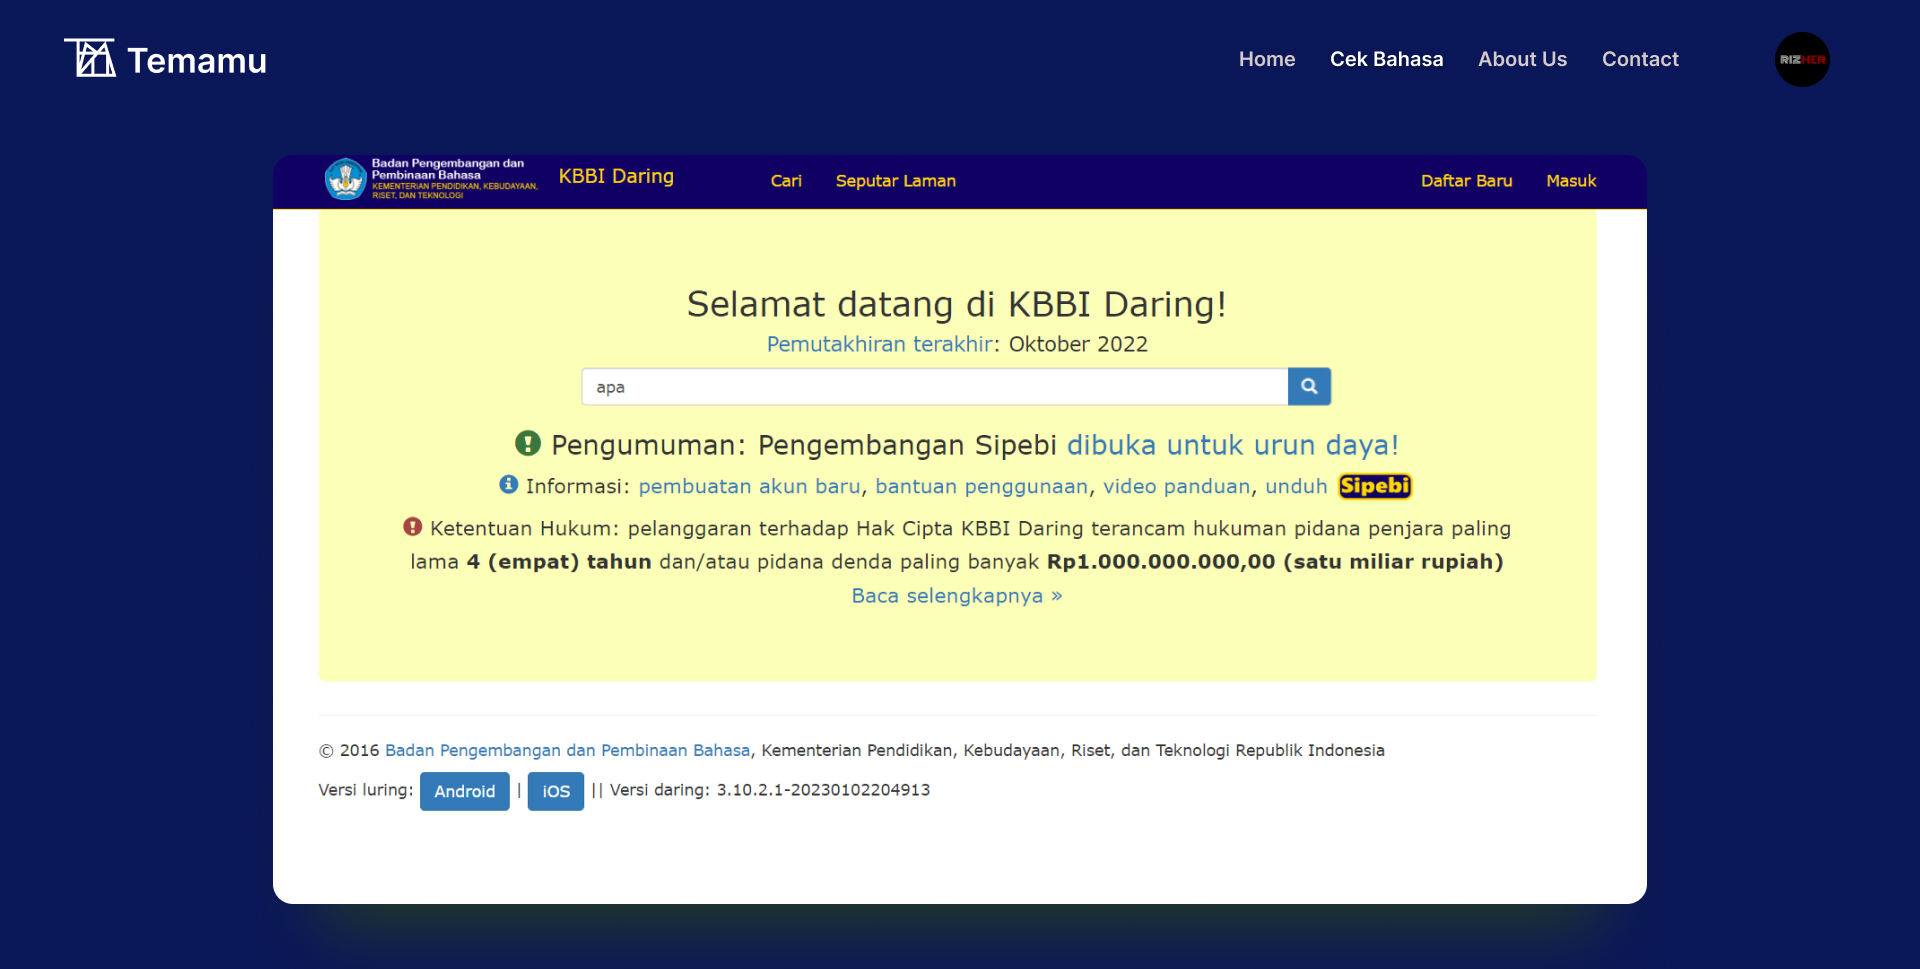 Temamu
Home Cek Bahasa About Us Contact
RIZHER
Badan Pengembangan dan
Pembinaan Bahasa
KEMENTERIAN PENDIDIKAN, KEBUDAYAAN,
RISET, DAN TEKNOLOGI
KBBI Daring Cari Seputar Laman Daftar Baru Masuk
Selamat datang di KBBI Daring!
Pemutakhiran terakhir: Oktober 2022
apa
Pengumuman: Pengembangan Sipebi dibuka untuk urun daya!
Informasi: pembuatan akun baru, bantuan penggunaan, video panduan, unduh Sipebi
Ketentuan Hukum: pelanggaran terhadap Hak Cipta KBBI Daring terancam hukuman pidana penjara paling
lama 4 (empat) tahun dan/atau pidana denda paling banyak Rp1.000.000.000,00 (satu miliar rupiah)
Baca selengkapnya »
© 2016 Badan Pengembangan dan Pembinaan Bahasa, Kementerian Pendidikan, Kebudayaan, Riset, dan Teknologi Republik Indonesia
Versi luring: Android | iOS || Versi daring: 3.10.2.1-20230102204913